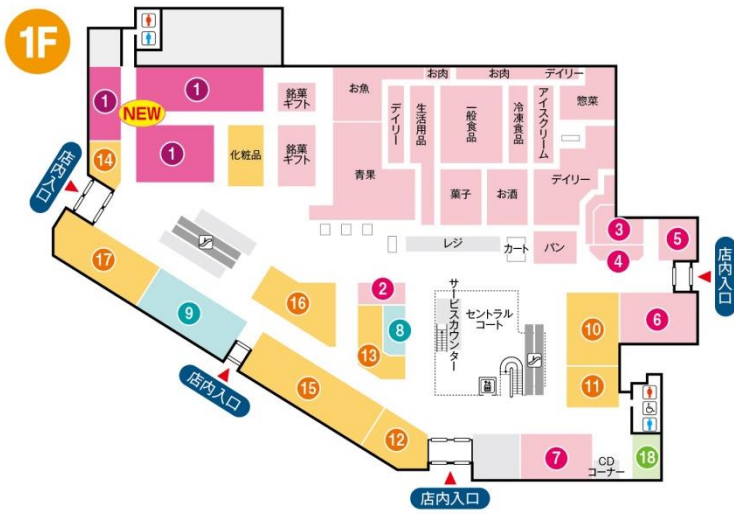 1F
1
1
NEW
1
14
店内入口
銘菓
ギフト
化粧品
銘菓
ギフト
お魚
お肉
お肉
デイリー
デイリー
生活用品
一般食品
冷凍食品
アイスクリーム
惣菜
青果
菓子
お酒
デイリー
レジ
カート
パン
3
4
5
店内入口
17
9
16
2
8
13
サービスカウンター
セントラル
コート
10
6
11
店内入口
15
12
7
CD
コーナー
18
店内入口